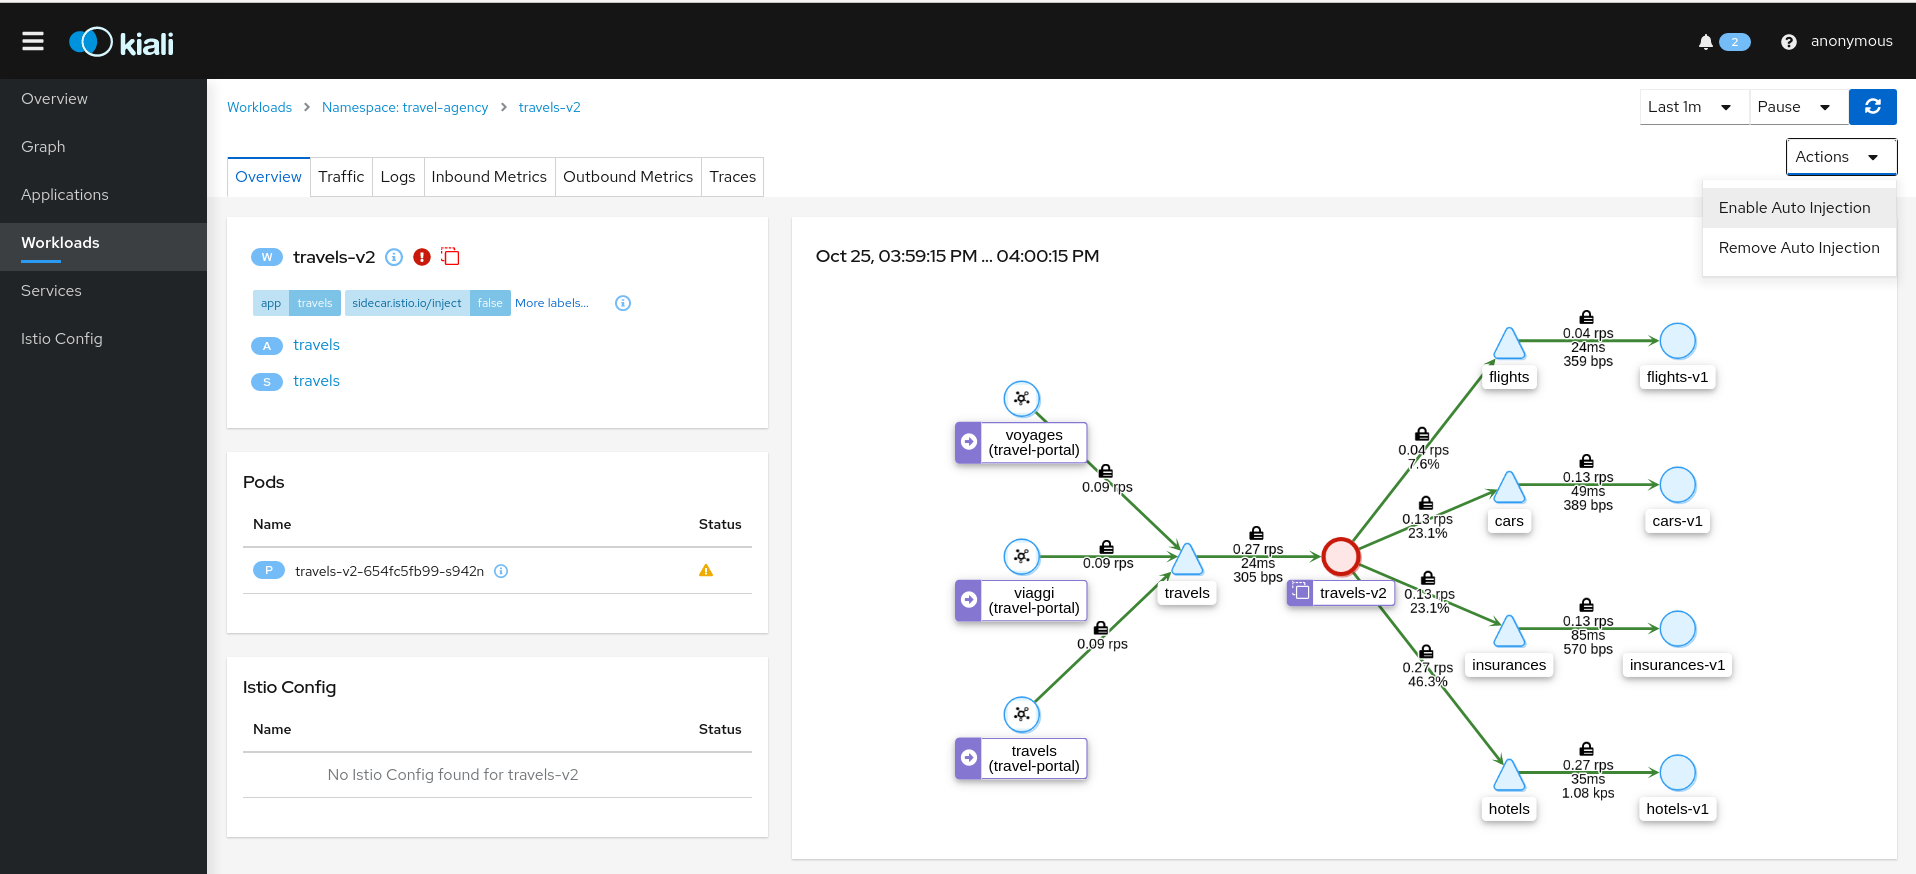 kiali
2
anonymous
Overview
Graph
Applications
Workloads
Services
Istio Config
Workloads > Namespace: travel-agency > travels-v2
Last 1m
Pause
Actions
Enable Auto Injection
Remove Auto Injection
Overview
Traffic
Logs
Inbound Metrics
Outbound Metrics
Traces
W travels-v2
app travels sidecar.istio.io/inject false More labels...
A travels
S travels
Pods
Name Status
P travels-v2-654fc5fb99-s942n
Istio Config
Name Status
No Istio Config found for travels-v2
Oct 25, 03:59:15 PM ... 04:00:15 PM
voyages
(travel-portal)
0.09 rps
viaggi
(travel-portal)
0.09 rps
travels
(travel-portal)
0.09 rps
travels
0.27 rps
24ms
305 bps
travels-v2
0.04 rps
7.6%
flights
0.04 rps
24ms
359 bps
flights-v1
0.13 rps
23.1%
cars
0.13 rps
49ms
389 bps
cars-v1
0.13 rps
23.1%
insurances
0.13 rps
85ms
570 bps
insurances-v1
0.27 rps
46.3%
hotels
0.27 rps
35ms
1.08 kps
hotels-v1